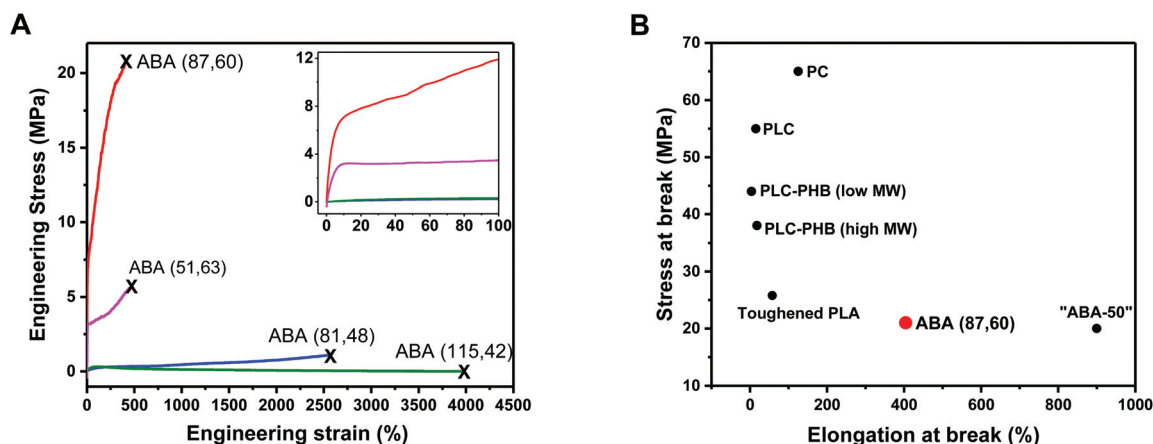 A
Engineering Stress (MPa)
20
15
10
5
0
ABA (87,60)
ABA (51,63)
ABA (81,48)
ABA (115,42)
X
X
X
X
12
8
4
0
0 20 40 60 80 100
0 500 1000 1500 2000 2500 3000 3500 4000 4500
Engineering strain (%)
B
Stress at break (MPa)
70
60
50
40
30
20
10
PC
PLC
PLC-PHB (low MW)
PLC-PHB (high MW)
Toughened PLA
ABA (87,60)
"ABA-50"
0 200 400 600 800 1000
Elongation at break (%)